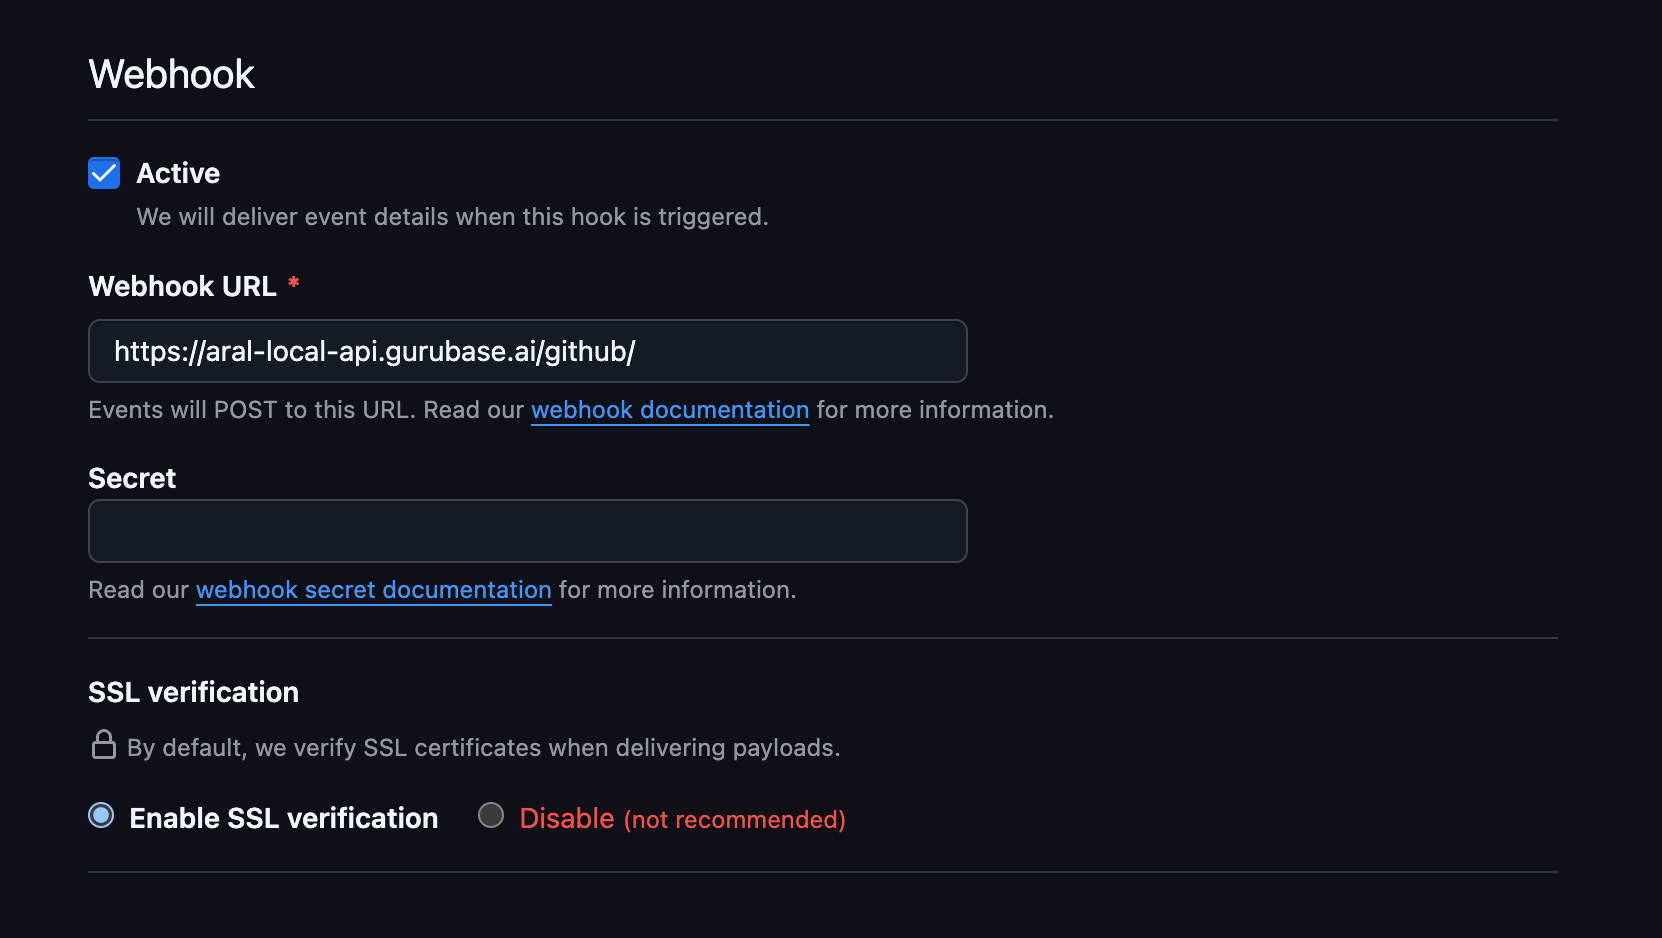 Webhook
Active
We will deliver event details when this hook is triggered.
Webhook URL *
https://aral-local-api.gurubase.ai/github/
Events will POST to this URL. Read our webhook documentation for more information.
Secret
Read our webhook secret documentation for more information.
SSL verification
By default, we verify SSL certificates when delivering payloads.
Enable SSL verification Disable (not recommended)